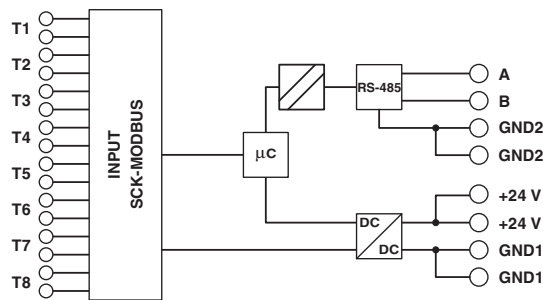 T1
T2
T3
T4
T5
T6
T7
T8
INPUT
SCK-MODBUS
µC
RS-485
DC
DC
A
B
GND2
GND2
+24 V
+24 V
GND1
GND1